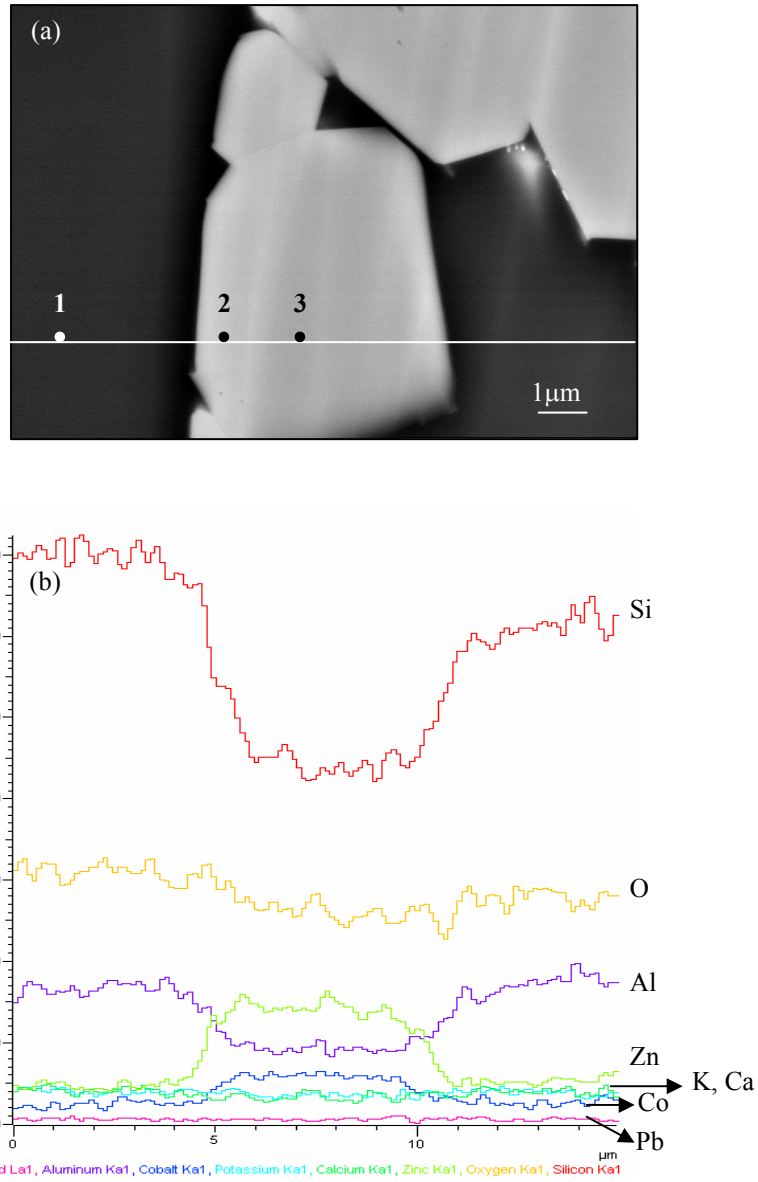 (a)
1 2 3
1μm
(b)
Si
O
Al
Zn
K, Ca
Co
Pb
0 5 10 μm
La1, Aluminum Ka1, Cobalt Ka1, Potassium Ka1, Calcium Ka1, Zinc Ka1, Oxygen Ka1, Silicon Ka1